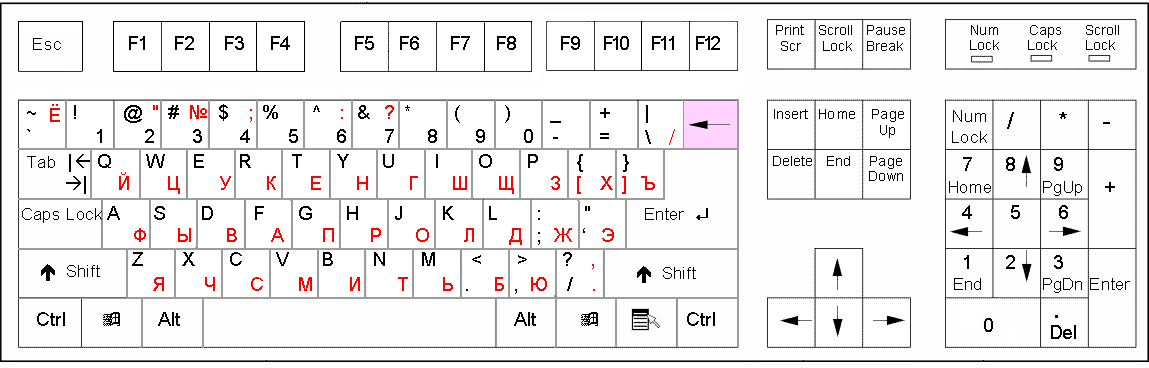 Esc F1 F2 F3 F4 F5 F6 F7 F8 F9 F10 F11 F12 Print Scr Scroll Lock Pause Break Num Lock Caps Lock Scroll Lock
~ Ё ! @ " # № $ ; % ^ : & ? * ( ) _ + |
` 1 2 3 4 5 6 7 8 9 0 - = \ /
Insert Home Page Up Num Lock / * -
Tab Q W E R T Y U I O P { }
Й Ц У К Е Н Г Ш Щ З [ Х ] Ъ
Delete End Page Down 7 Home 8 9 PgUp +
Caps Lock A S D F G H J K L : " Enter
Ф Ы В А П Р О Л Д ; Ж ‘ Э
4 5 6
Shift Z X C V B N M < > ? , Shift
Я Ч С М И Т Ь . Б , Ю / .
1 End 2 3 PgDn Enter
Ctrl Alt Alt Ctrl
0 . Del